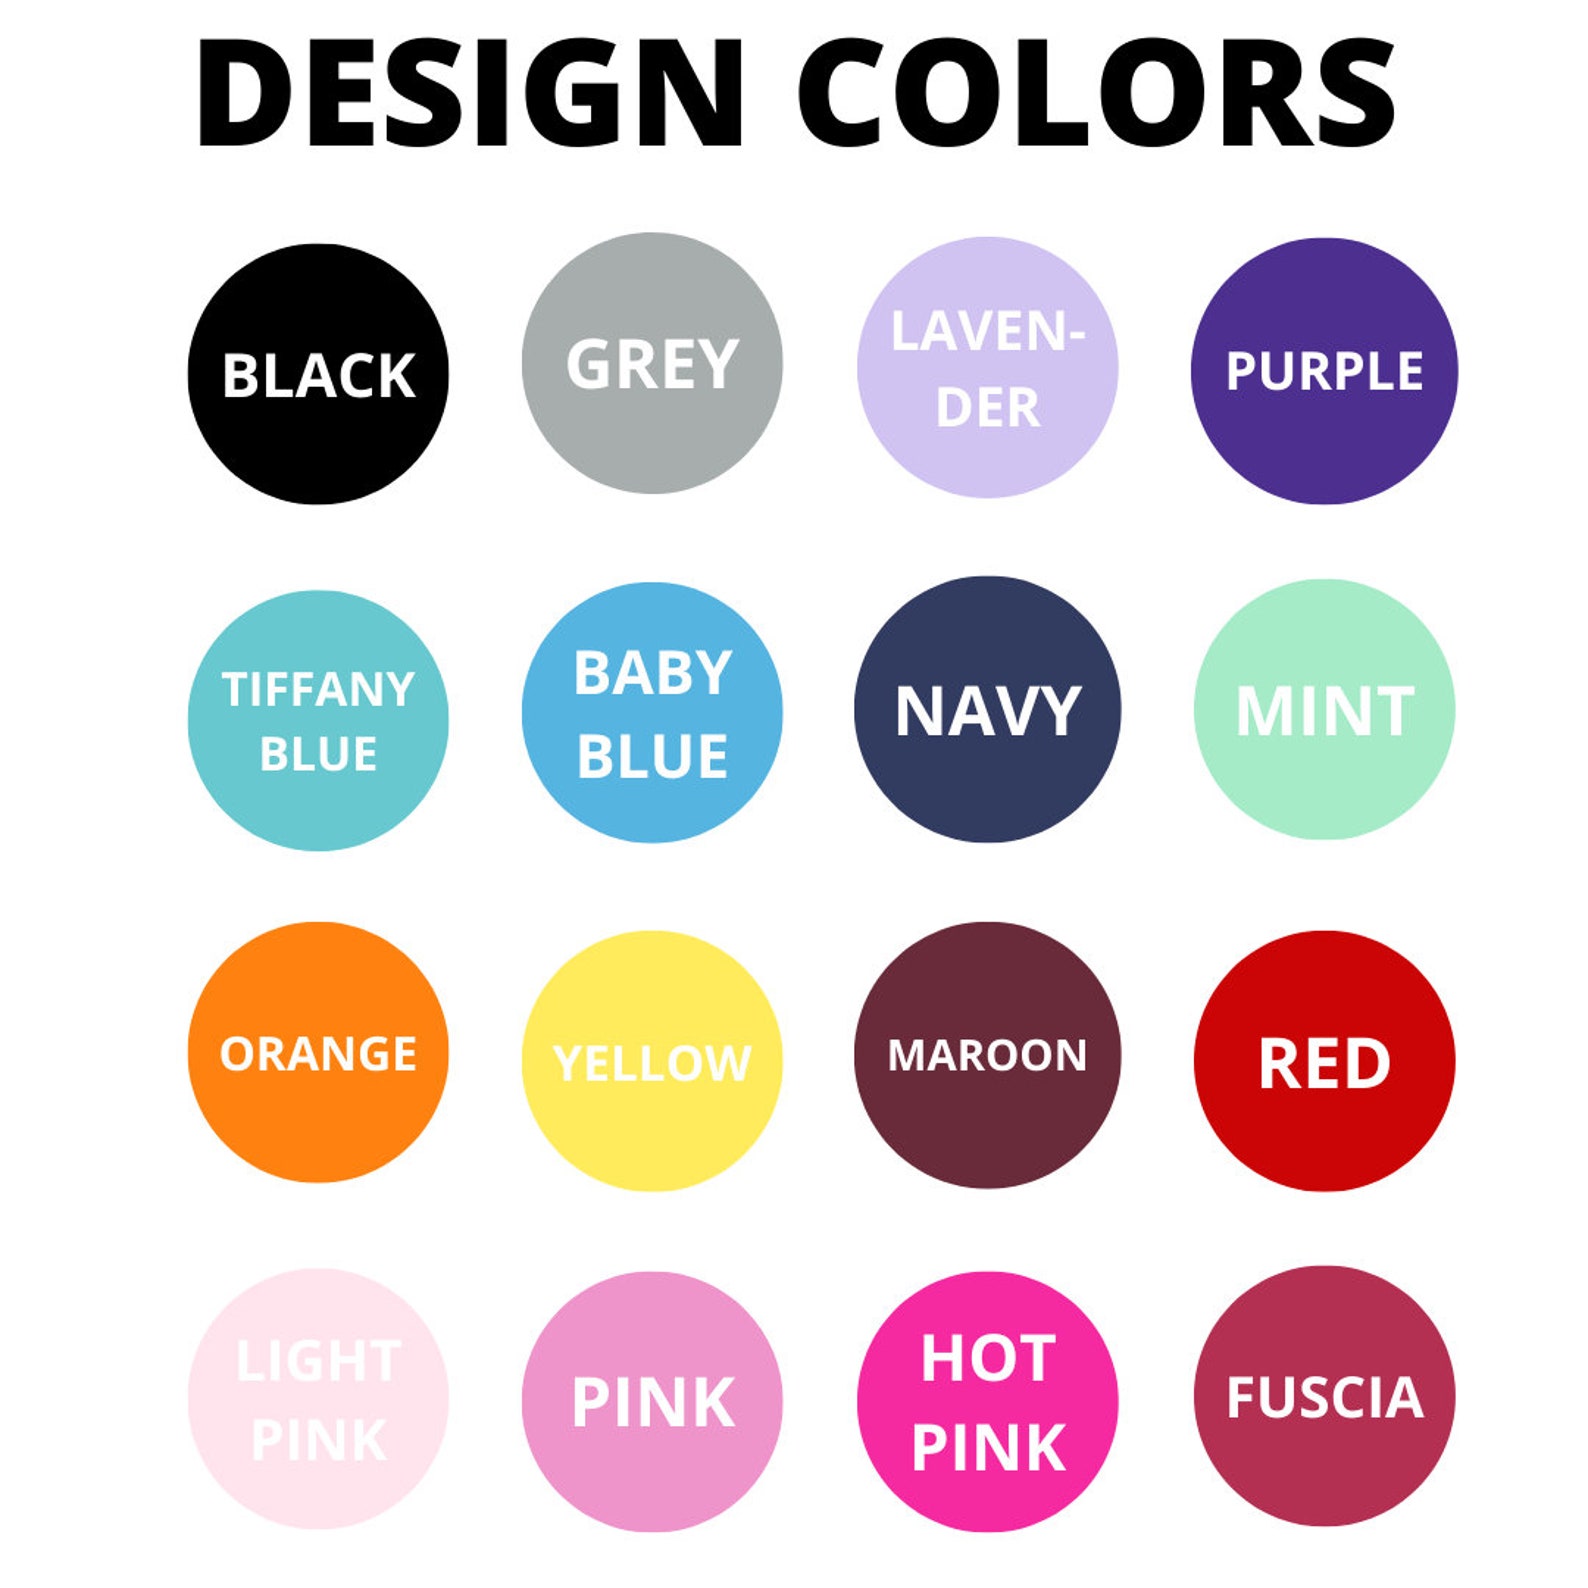 DESIGN COLORS
BLACK
GREY
LAVEN-
DER
PURPLE
TIFFANY
BLUE
BABY
BLUE
NAVY
MINT
ORANGE
YELLOW
MAROON
RED
LIGHT
PINK
PINK
HOT
PINK
FUSCIA